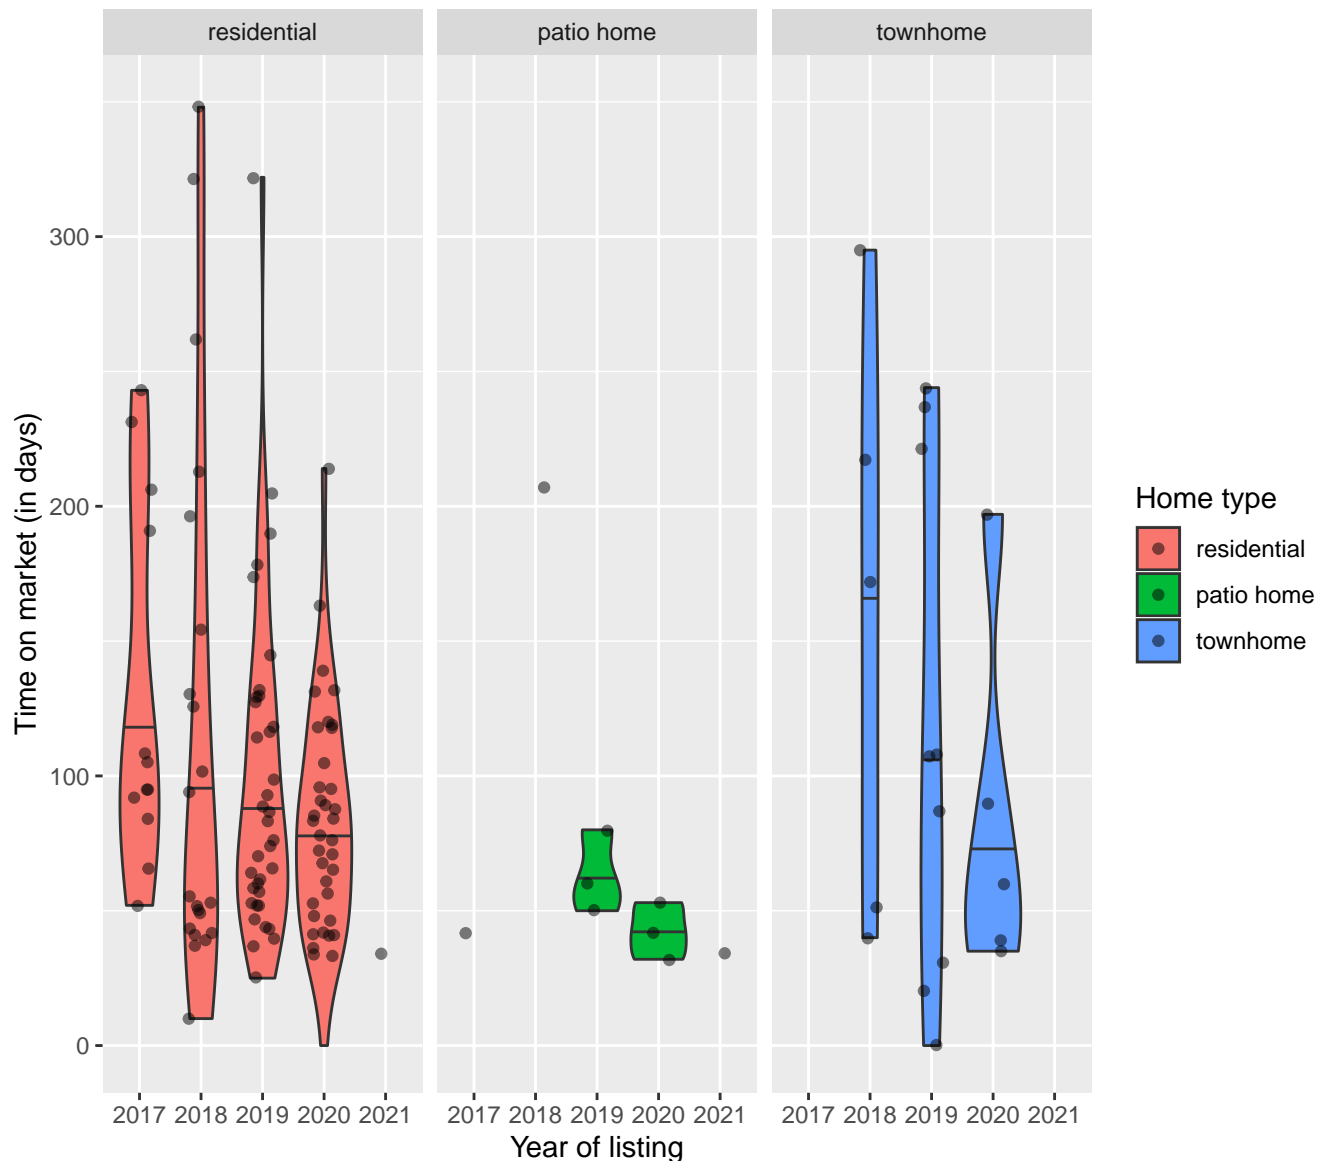 residential patio home townhome
Time on market (in days)
300
200
100
0
2017 2018 2019 2020 2021 2017 2018 2019 2020 2021 2017 2018 2019 2020 2021
Year of listing
Home type
residential
patio home
townhome